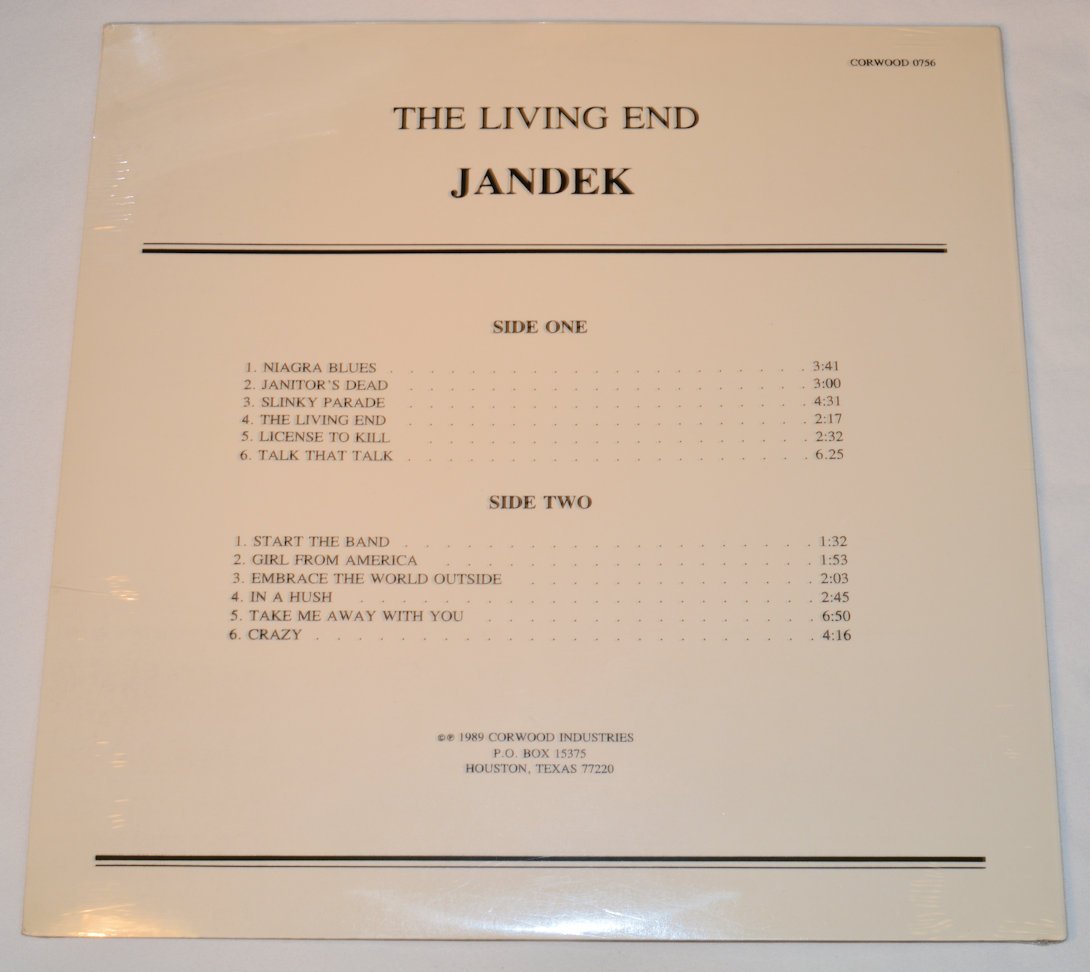 CORWOOD 0756
THE LIVING END
JANDEK
SIDE ONE
1. NIAGRA BLUES . . . . . . . . . . . . . . . . . . . . 3:41
2. JANITOR'S DEAD . . . . . . . . . . . . . . . . . . . 3:00
3. SLINKY PARADE . . . . . . . . . . . . . . . . . . . 4:31
4. THE LIVING END . . . . . . . . . . . . . . . . . . . 2:17
5. LICENSE TO KILL . . . . . . . . . . . . . . . . . . 2:32
6. TALK THAT TALK . . . . . . . . . . . . . . . . . . . 6.25
SIDE TWO
1. START THE BAND . . . . . . . . . . . . . . . . . . . 1:32
2. GIRL FROM AMERICA . . . . . . . . . . . . . . . . . 1:53
3. EMBRACE THE WORLD OUTSIDE . . . . . . . . . . . . . 2:03
4. IN A HUSH . . . . . . . . . . . . . . . . . . . . . 2:45
5. TAKE ME AWAY WITH YOU . . . . . . . . . . . . . . . 6:50
6. CRAZY . . . . . . . . . . . . . . . . . . . . . . . 4:16
©℗ 1989 CORWOOD INDUSTRIES
P.O. BOX 15375
HOUSTON, TEXAS 77220